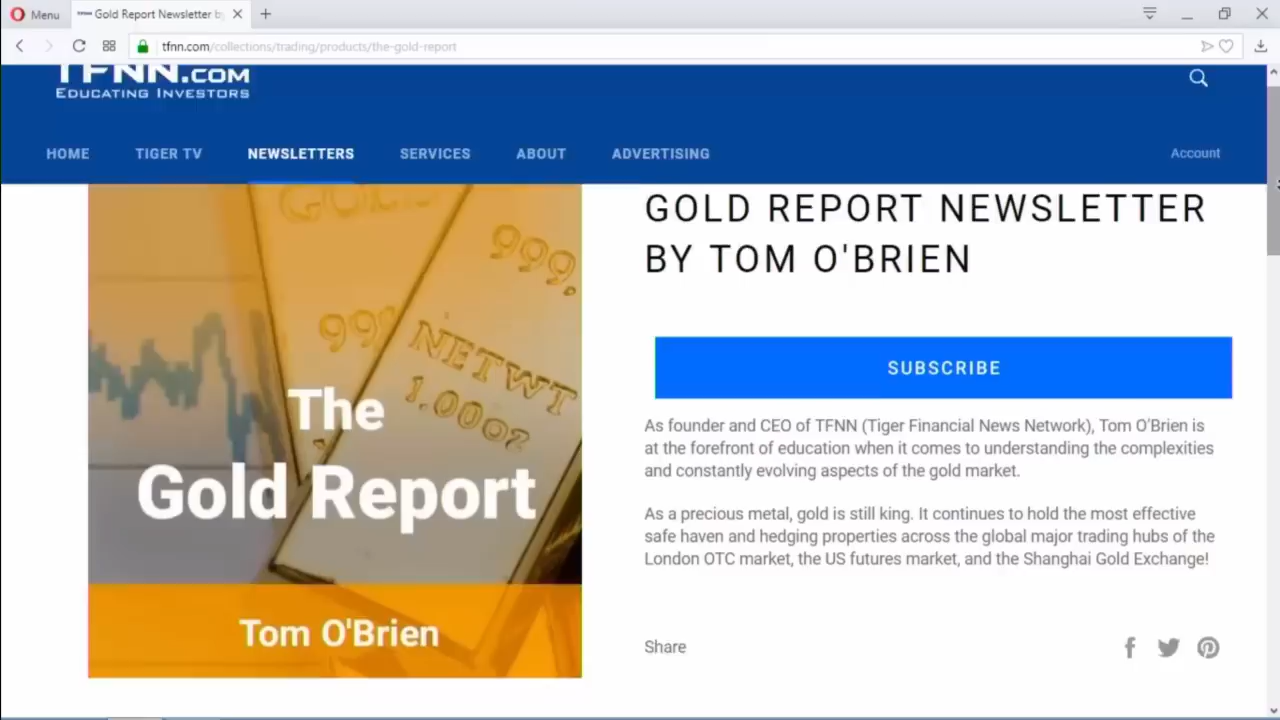 Menu
Gold Report Newsletter by
tfnn.com/collections/trading/products/the-gold-report
TFNN.COM
EDUCATING INVESTORS
HOME TIGER TV NEWSLETTERS SERVICES ABOUT ADVERTISING Account
GOLD
999.
999
NETWT
1.00oz
The
Gold Report
Tom O'Brien
GOLD REPORT NEWSLETTER
BY TOM O'BRIEN
SUBSCRIBE
As founder and CEO of TFNN (Tiger Financial News Network), Tom O'Brien is
at the forefront of education when it comes to understanding the complexities
and constantly evolving aspects of the gold market.
As a precious metal, gold is still king. It continues to hold the most effective
safe haven and hedging properties across the global major trading hubs of the
London OTC market, the US futures market, and the Shanghai Gold Exchange!
Share